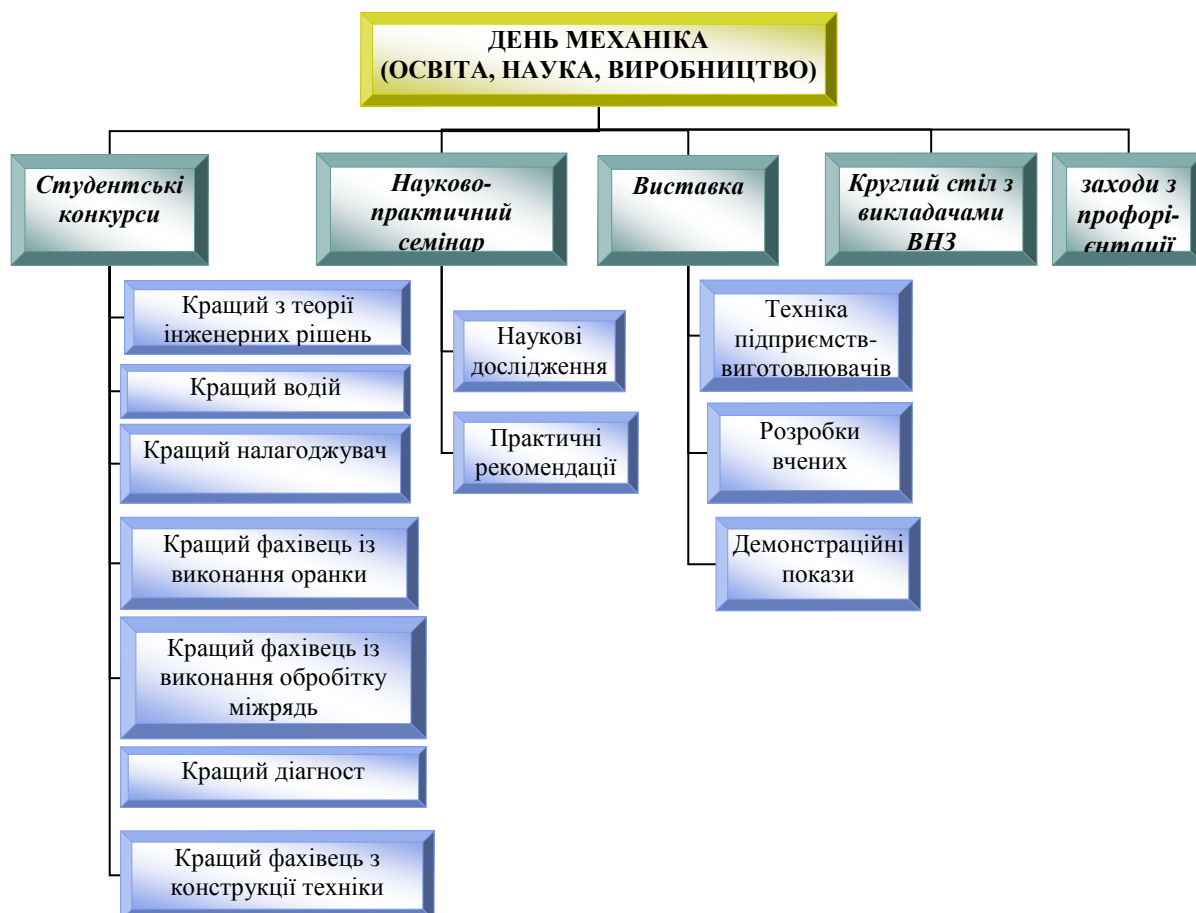 ДЕНЬ МЕХАНІКА
(ОСВІТА, НАУКА, ВИРОБНИЦТВО)
Студентські
конкурси
Науково-
практичний
семінар
Виставка
Круглий стіл з
викладачами
ВНЗ
заходи з
профорі-
єнтації
Кращий з теорії
інженерних рішень
Кращий водій
Кращий налагоджувач
Кращий фахівець із
виконання оранки
Кращий фахівець із
виконання обробітку
міжрядь
Кращий діагност
Кращий фахівець з
конструкції техніки
Наукові
дослідження
Практичні
рекомендації
Техніка
підприємств-
виготовлювачів
Розробки
вчених
Демонстраційні
покази